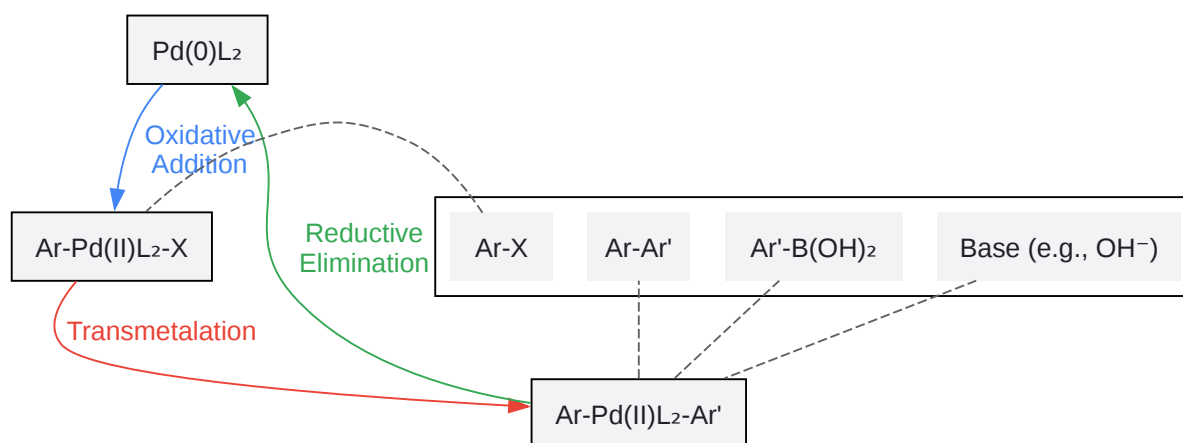 Pd(0)L₂
Oxidative
Addition
Ar-Pd(II)L₂-X
Reductive
Elimination
Ar-X
Ar-Ar'
Ar'-B(OH)₂
Base (e.g., OH⁻)
Transmetalation
Ar-Pd(II)L₂-Ar'